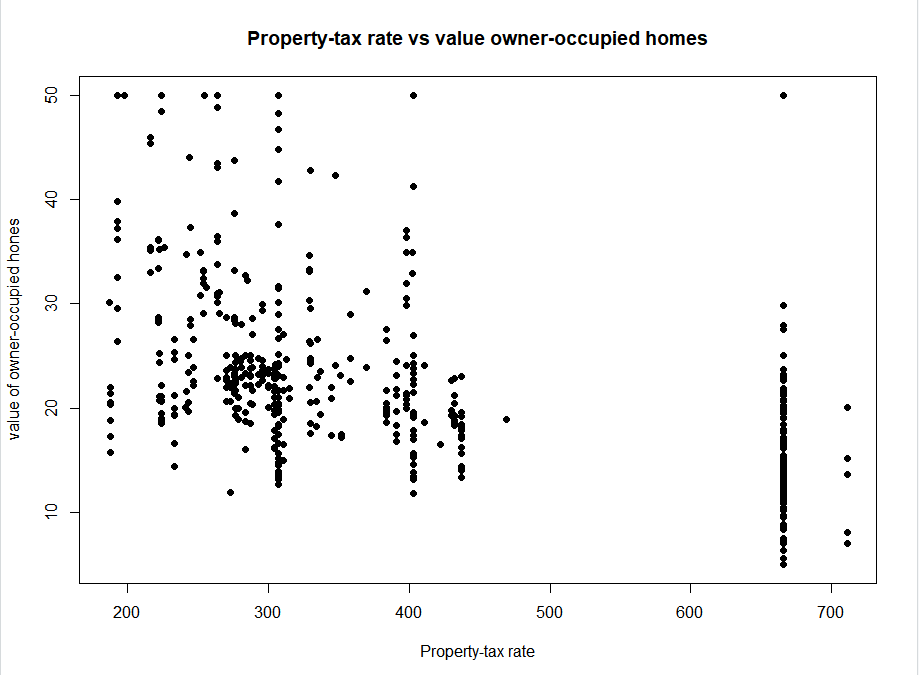 Property-tax rate vs value owner-occupied homes
value of owner-occupied hones
50
40
30
20
10
200 300 400 500 600 700
Property-tax rate